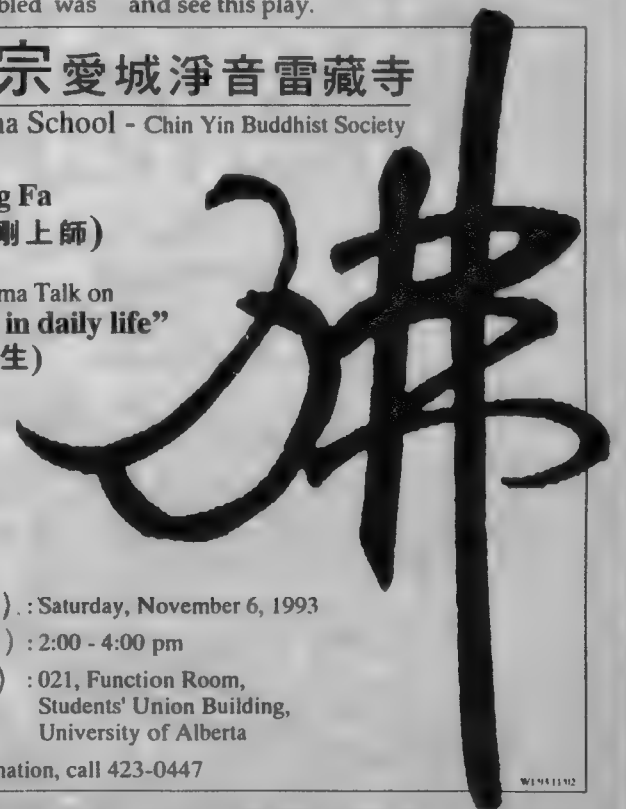 bled was and see this play.
宗愛城淨音雷藏寺
na School - Chin Yin Buddhist Society
g Fa
剛上師)
ma Talk on
in daily life”
生)
佛
) . : Saturday, November 6, 1993
) : 2:00 - 4:00 pm
) : 021, Function Room,
Students' Union Building,
University of Alberta
nation, call 423-0447